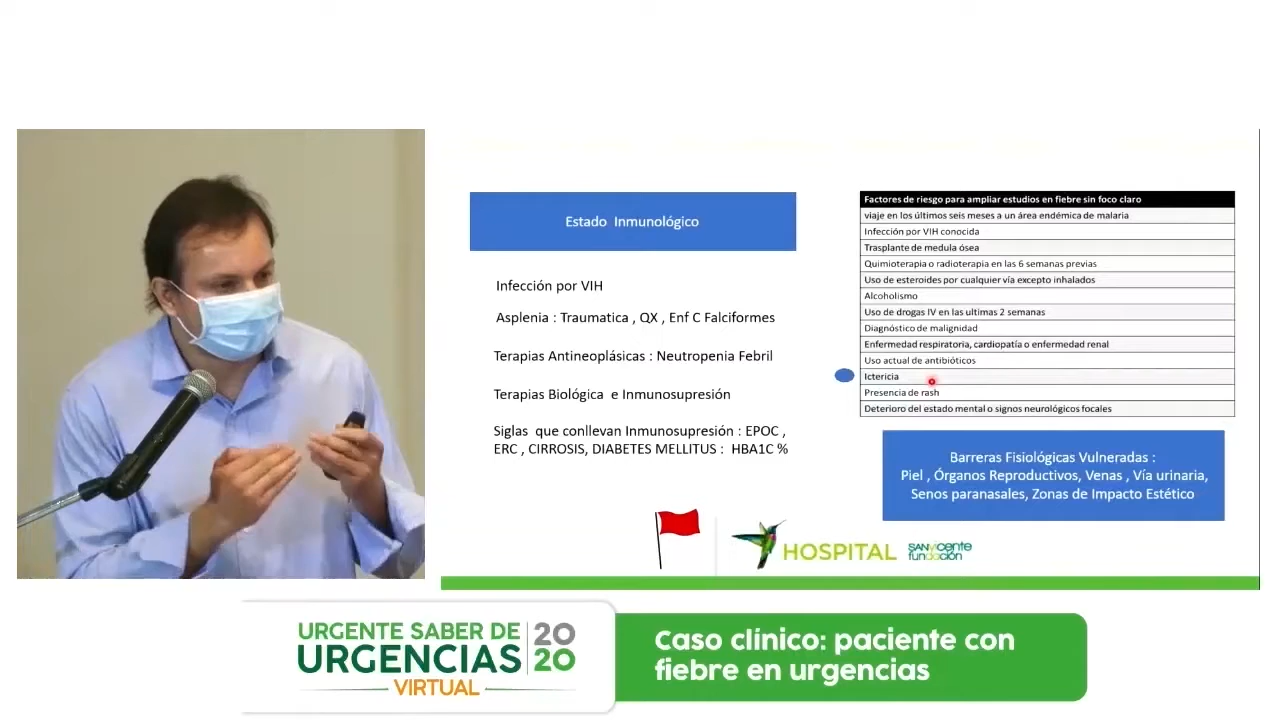 Estado Inmunológico
Infección por VIH
Asplenia : Traumatica , QX , Enf C Falciformes
Terapias Antineoplásicas : Neutropenia Febril
Terapias Biológica e Inmunosupresión
Siglas que conllevan Inmunosupresión : EPOC ,
ERC , CIRROSIS, DIABETES MELLITUS : HBA1C %
Factores de riesgo para ampliar estudios en fiebre sin foco claro
viaje en los últimos seis meses a un área endémica de malaria
Infección por VIH conocida
Trasplante de medula ósea
Quimioterapia o radioterapia en las 6 semanas previas
Uso de esteroides por cualquier vía excepto inhalados
Alcoholismo
Uso de drogas IV en las ultimas 2 semanas
Diagnóstico de malignidad
Enfermedad respiratoria, cardiopatía o enfermedad renal
Uso actual de antibióticos
Ictericia
Presencia de rash
Deterioro del estado mental o signos neurológicos focales
Barreras Fisiológicas Vulneradas :
Piel , Órganos Reproductivos, Venas , Vía urinaria,
Senos paranasales, Zonas de Impacto Estético
HOSPITAL
SANVicente
fundación
URGENTE SABER DE
URGENCIAS
VIRTUAL
20
20
Caso clínico: paciente con
fiebre en urgencias